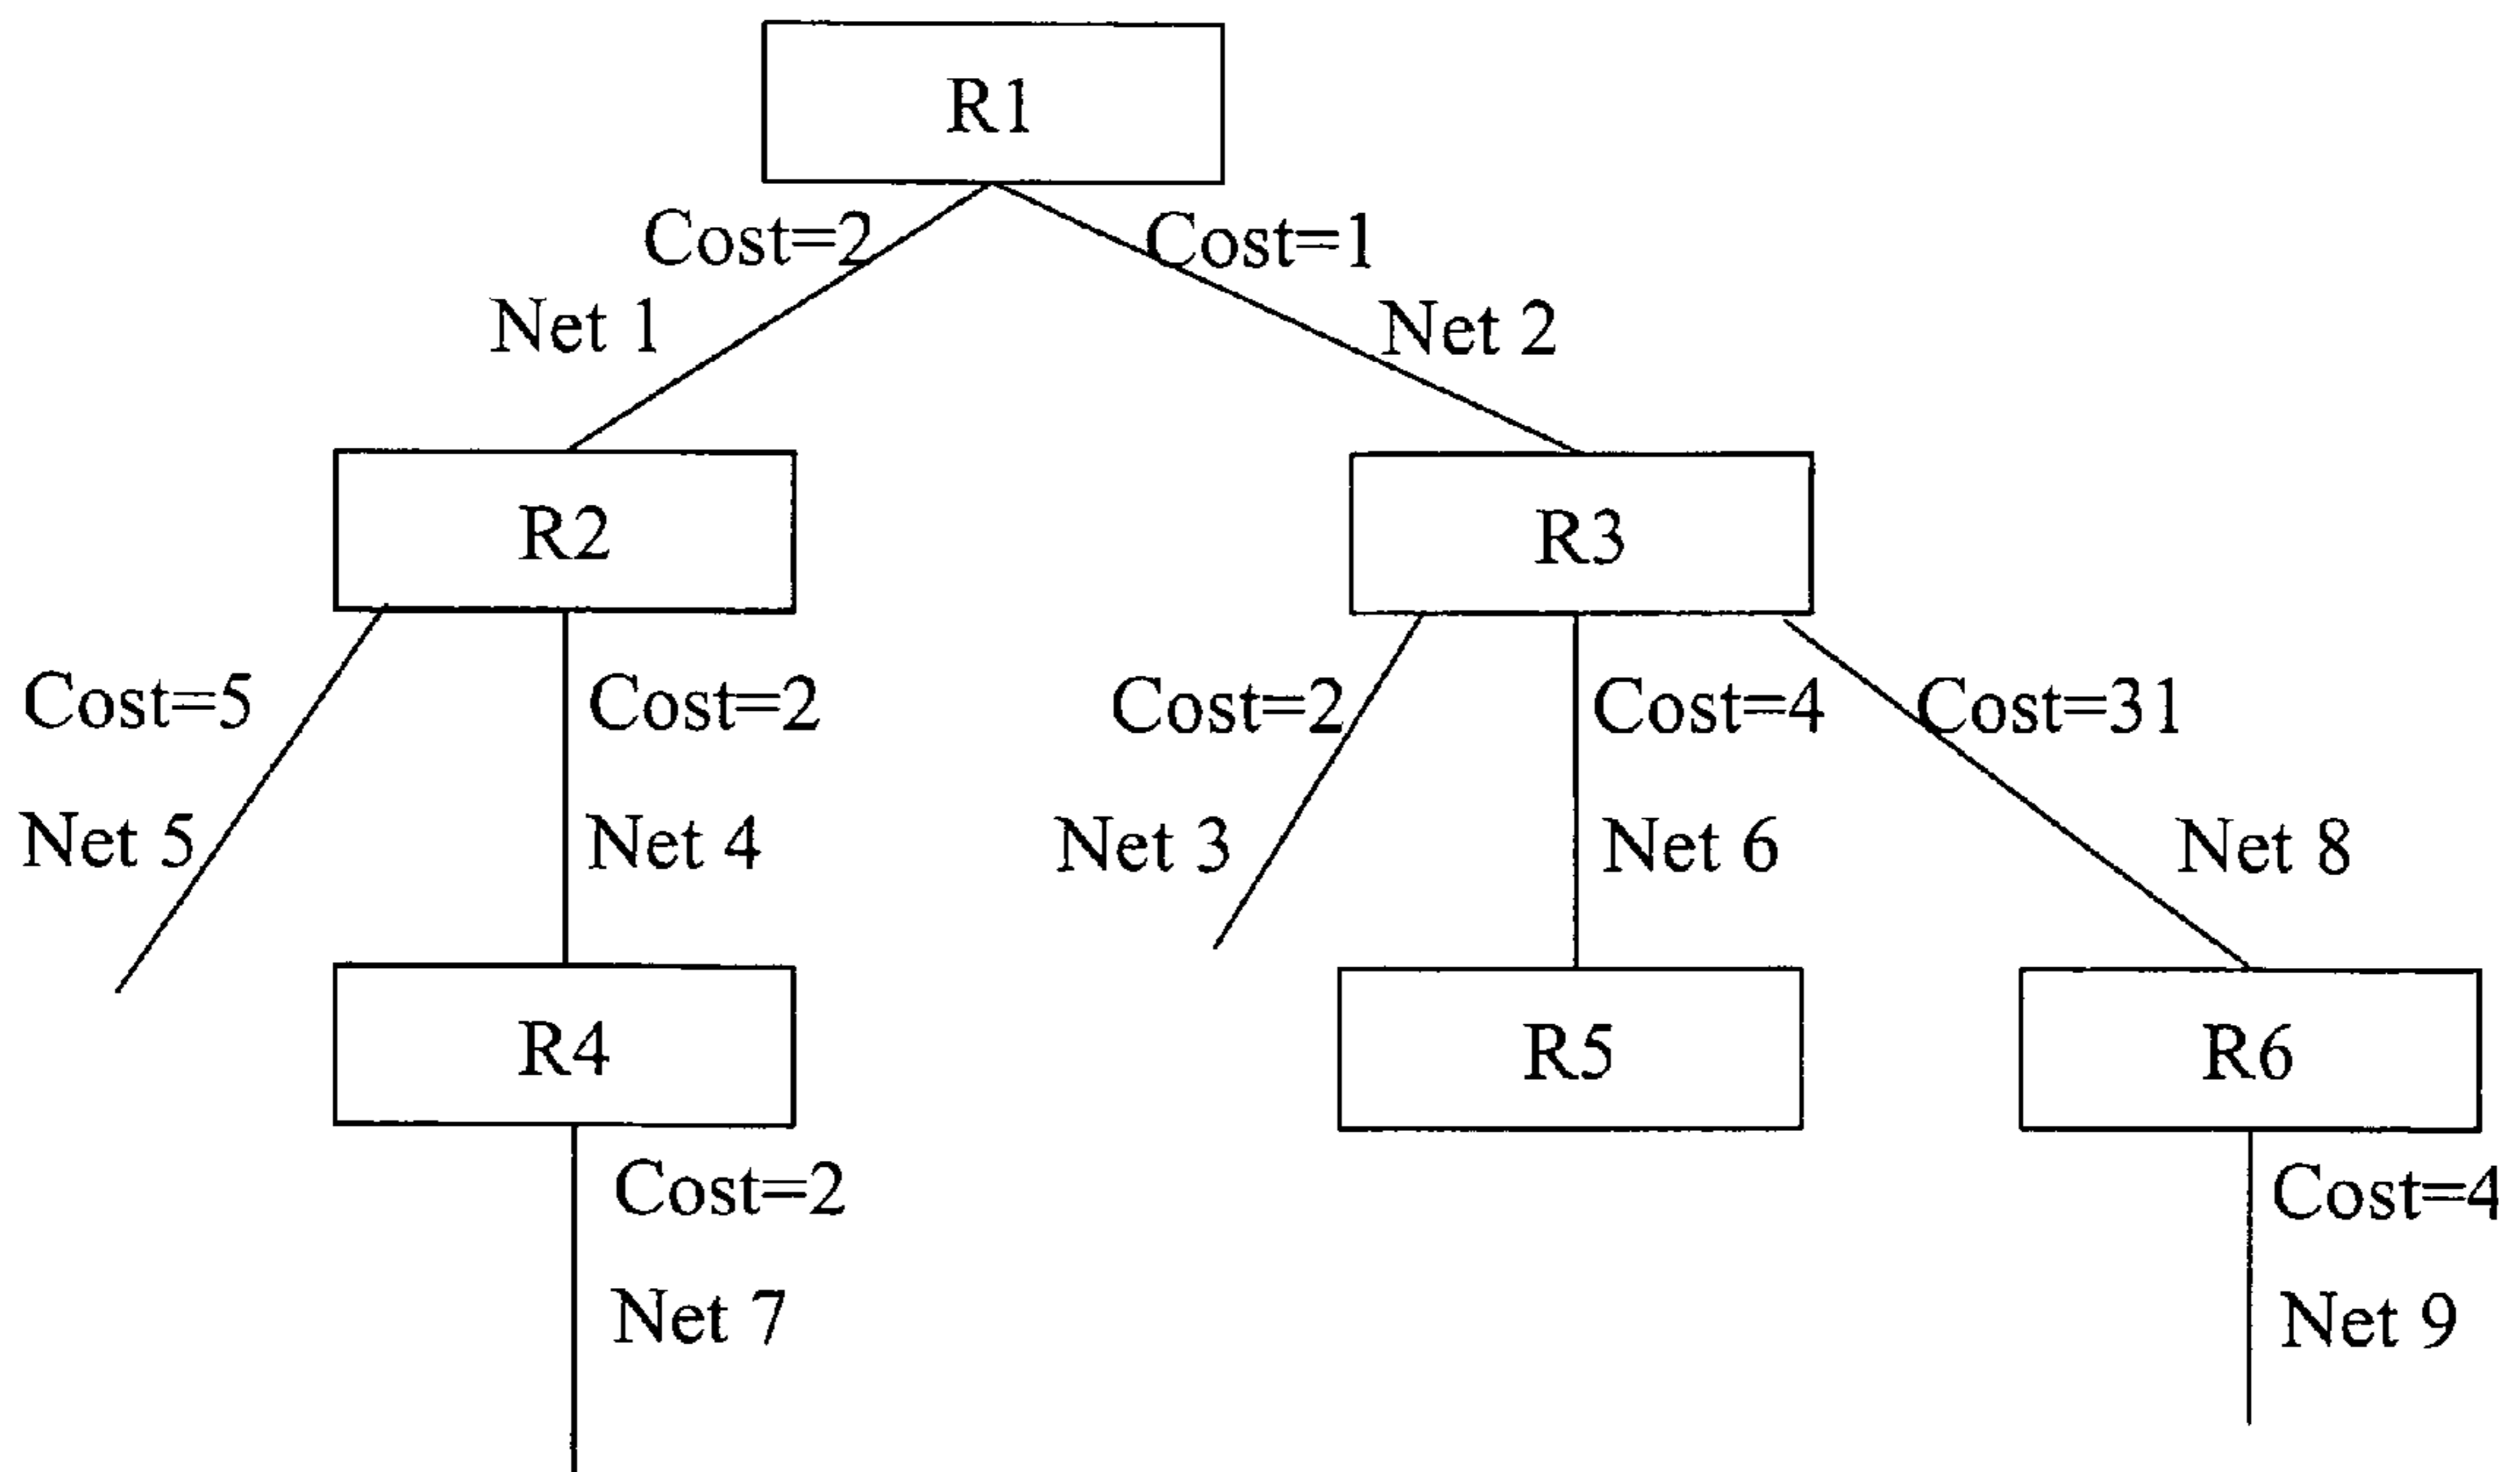 R1
Cost=2
Cost=1
Net 1
Net 2
R2
R3
Cost=5
Cost=2
Cost=2
Cost=4
Cost=31
Net 5
Net 4
Net 3
Net 6
Net 8
R4
R5
R6
Cost=2
Cost=4
Net 7
Net 9